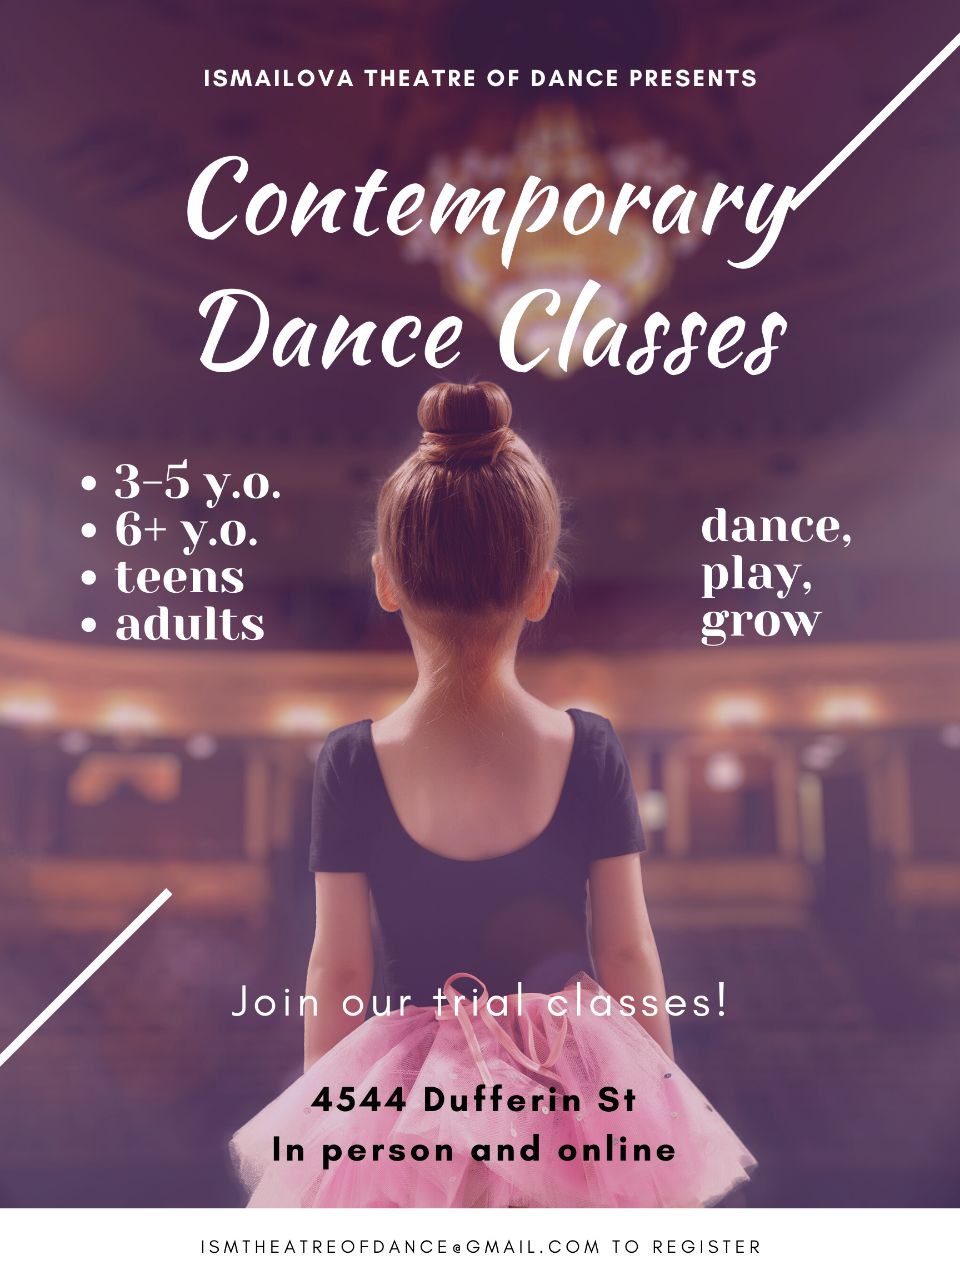 ISMAILOVA THEATRE OF DANCE PRESENTS
Contemporary
Dance Classes
• 3-5 y.o.
• 6+ y.o.
• teens
• adults
dance,
play,
grow
Join our trial classes!
4544 Dufferin St
In person and online
ISMTHEATREOFDANCE@GMAIL.COM TO REGISTER